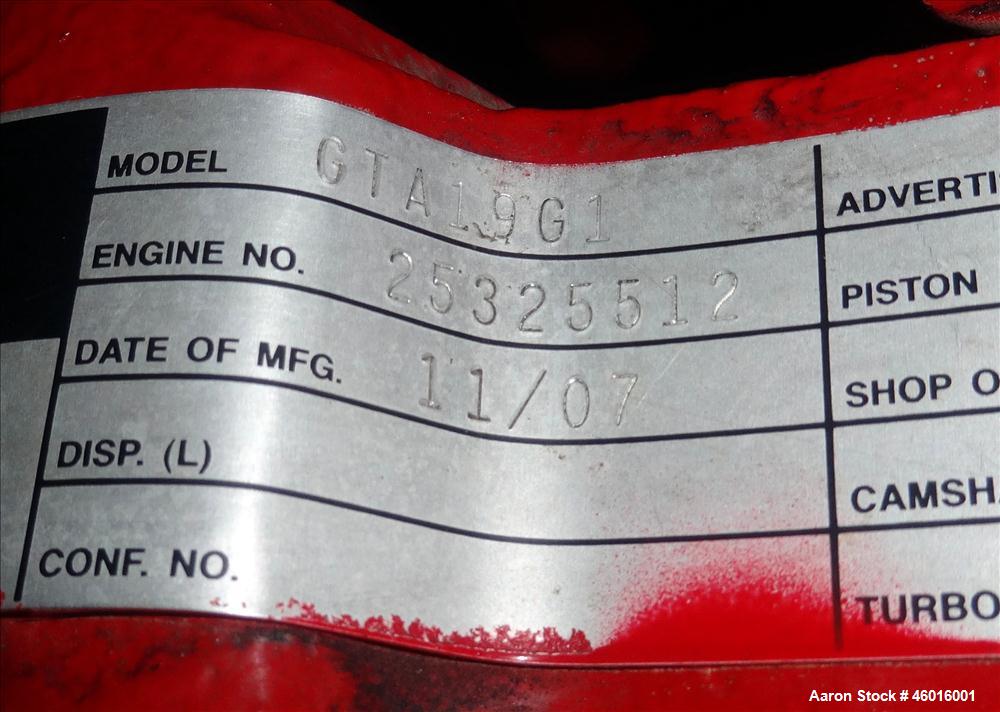 MODEL GTA19G1
ENGINE NO. 25325512
DATE OF MFG. 11/07
DISP. (L)
CONF. NO.
ADVERTI
PISTON
SHOP O
CAMSHA
TURBO
Aaron Stock # 46016001